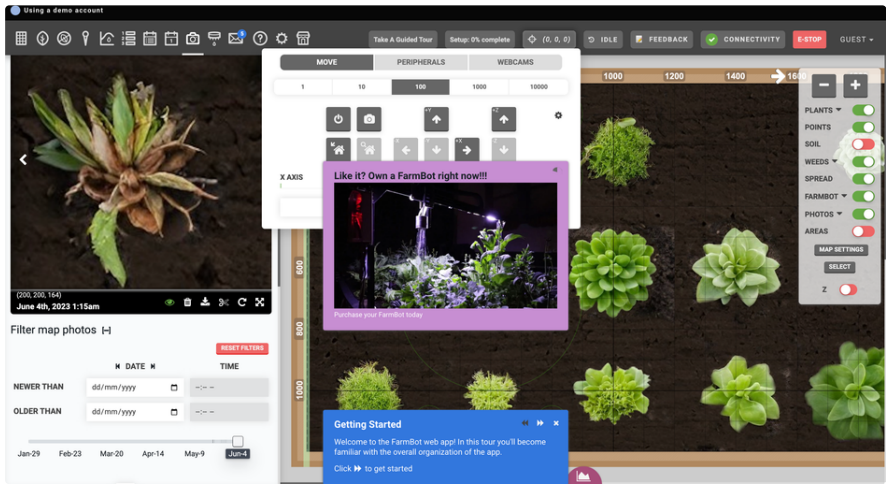 Using a demo account
Take A Guided Tour
Setup: 0% complete
(0, 0, 0)
IDLE
FEEDBACK
CONNECTIVITY
E-STOP
GUEST
MOVE
PERIPHERALS
WEBCAMS
1
10
100
1000
10000
+Y
+Z
X
Y
+X
Z
X AXIS
Like it? Own a FarmBot right now!!!
Purchase your FarmBot today
(200, 200, 164)
June 4th, 2023 1:15am
Filter map photos
RESET FILTERS
DATE
TIME
NEWER THAN
dd/mm/yyyy
--:-- --
OLDER THAN
dd/mm/yyyy
--:-- --
Jan-29
Feb-23
Mar-20
Apr-14
May-9
Jun-4
Getting Started
Welcome to the FarmBot web app! In this tour you'll become
familiar with the overall organization of the app.
Click
to get started
1000
1200
1400
1600
600
800
1000
PLANTS
POINTS
SOIL
WEEDS
SPREAD
FARMBOT
PHOTOS
AREAS
MAP SETTINGS
SELECT
Z